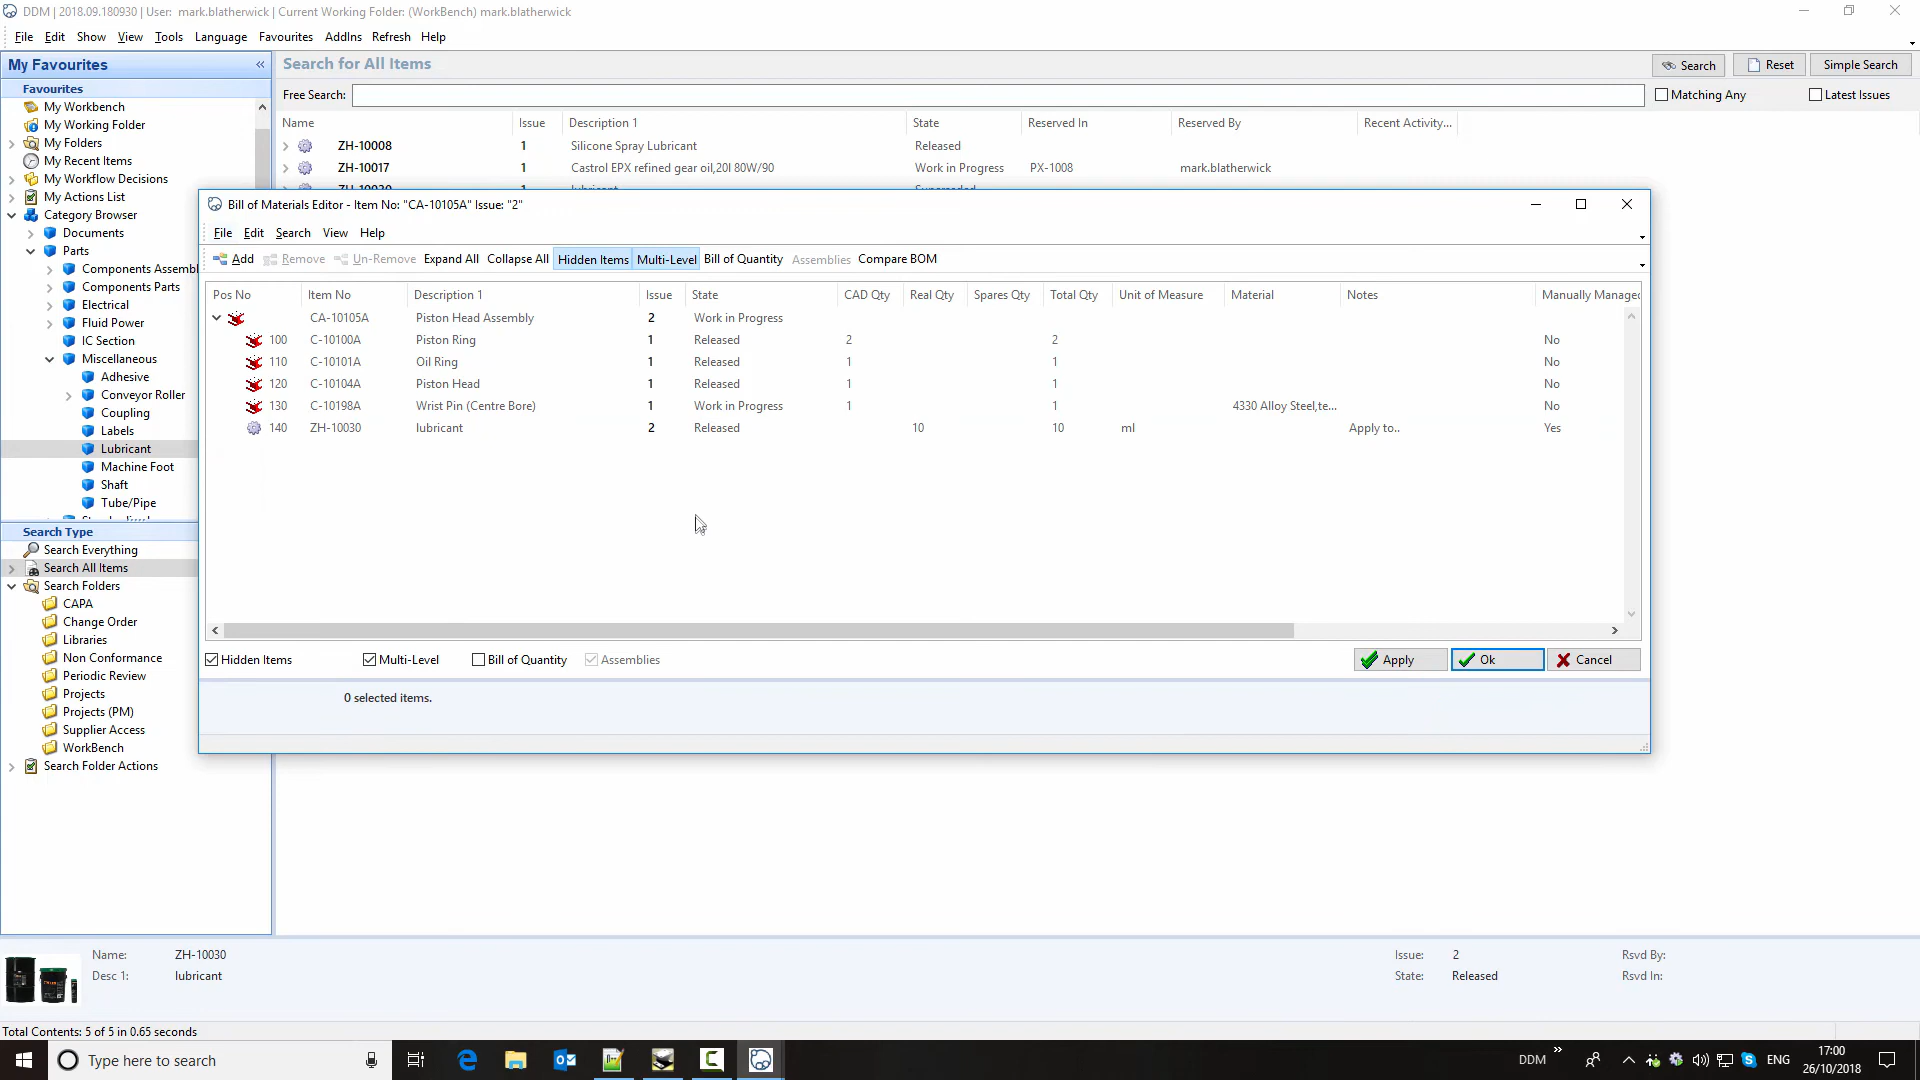 DDM | 2018.09.180930 | User: mark.blatherwick | Current Working Folder: (WorkBench) mark.blatherwick
File Edit Show View Tools Language Favourites AddIns Refresh Help
My Favourites
Favourites
My Workbench
My Working Folder
My Folders
My Recent Items
My Workflow Decisions
My Actions List
Category Browser
Documents
Parts
Components Assembl
Components Parts
Electrical
Fluid Power
IC Section
Miscellaneous
Adhesive
Conveyor Roller
Coupling
Labels
Lubricant
Machine Foot
Shaft
Tube/Pipe
Search Type
Search Everything
Search All Items
Search Folders
CAPA
Change Order
Libraries
Non Conformance
Periodic Review
Projects
Projects (PM)
Supplier Access
WorkBench
Search Folder Actions
Search for All Items Search Reset Simple Search
Free Search: Matching Any Latest Issues
Name Issue Description 1 State Reserved In Reserved By Recent Activity...
ZH-10008 1 Silicone Spray Lubricant Released
ZH-10017 1 Castrol EPX refined gear oil,20l 80W/90 Work in Progress PX-1008 mark.blatherwick
ZH-10030 1 lubricant Superseded
Bill of Materials Editor - Item No: "CA-10105A" Issue: "2"
File Edit Search View Help
Add Remove Un-Remove Expand All Collapse All Hidden Items Multi-Level Bill of Quantity Assemblies Compare BOM
Pos No Item No Description 1 Issue State CAD Qty Real Qty Spares Qty Total Qty Unit of Measure Material Notes Manually Managed
CA-10105A Piston Head Assembly 2 Work in Progress
100 C-10100A Piston Ring 1 Released 2 2 No
110 C-10101A Oil Ring 1 Released 1 1 No
120 C-10104A Piston Head 1 Released 1 1 No
130 C-10198A Wrist Pin (Centre Bore) 1 Work in Progress 1 1 4330 Alloy Steel,te... No
140 ZH-10030 lubricant 2 Released 10 10 ml Apply to.. Yes
Hidden Items Multi-Level Bill of Quantity Assemblies Apply Ok Cancel
0 selected items.
Name: ZH-10030 Issue: 2 Rsvd By:
Desc 1: lubricant State: Released Rsvd In:
Total Contents: 5 of 5 in 0.65 seconds
Type here to search DDM ENG 17:00
26/10/2018